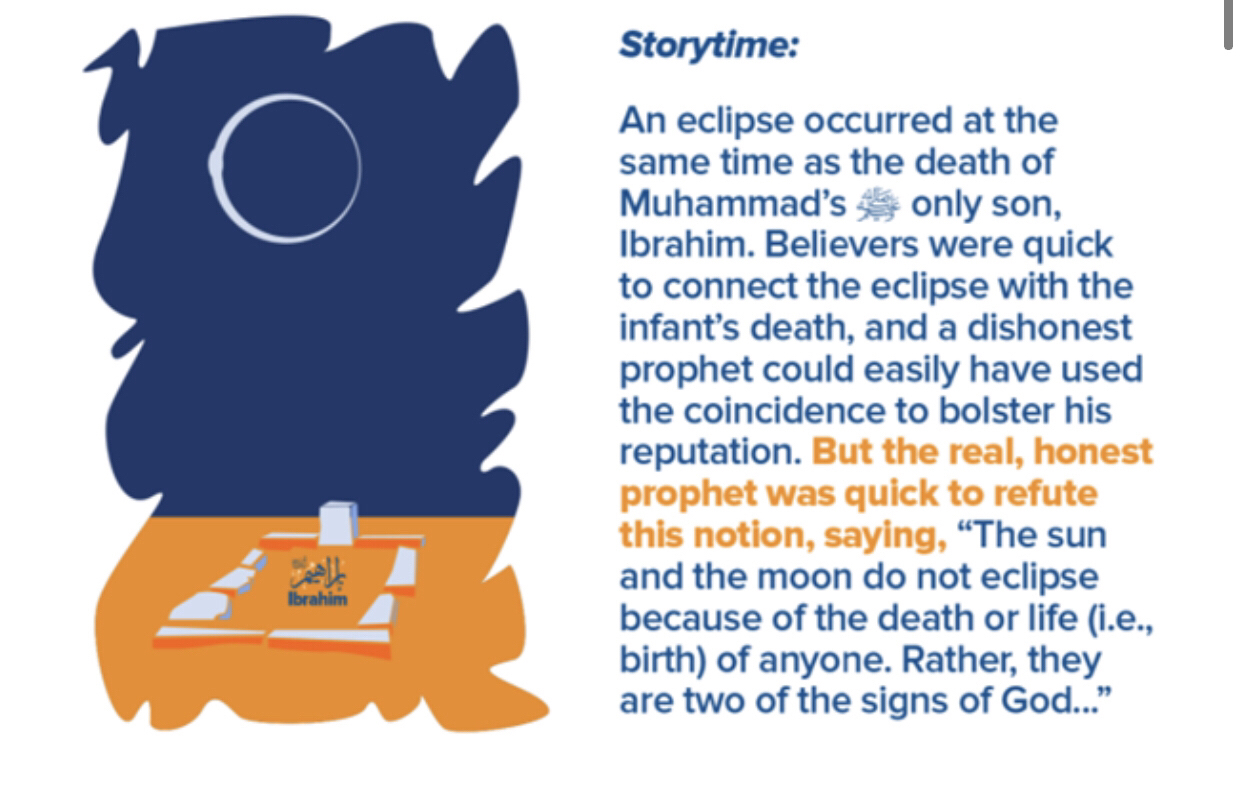 Storytime:
An eclipse occurred at the
same time as the death of
Muhammad’s ﷺ only son,
Ibrahim. Believers were quick
to connect the eclipse with the
infant’s death, and a dishonest
prophet could easily have used
the coincidence to bolster his
reputation. But the real, honest
prophet was quick to refute
this notion, saying, “The sun
and the moon do not eclipse
because of the death or life (i.e.,
birth) of anyone. Rather, they
are two of the signs of God...”
إبراهيم
Ibrahim